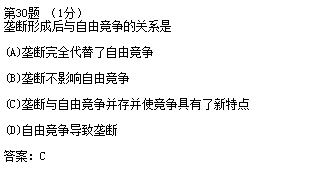 第30题 （1分）
垄断形成后与自由竞争的关系是
(A)垄断完全代替了自由竞争
(B)垄断不影响自由竞争
(C)垄断与自由竞争并存并使竞争具有了新特点
(D)自由竞争导致垄断
答案：C